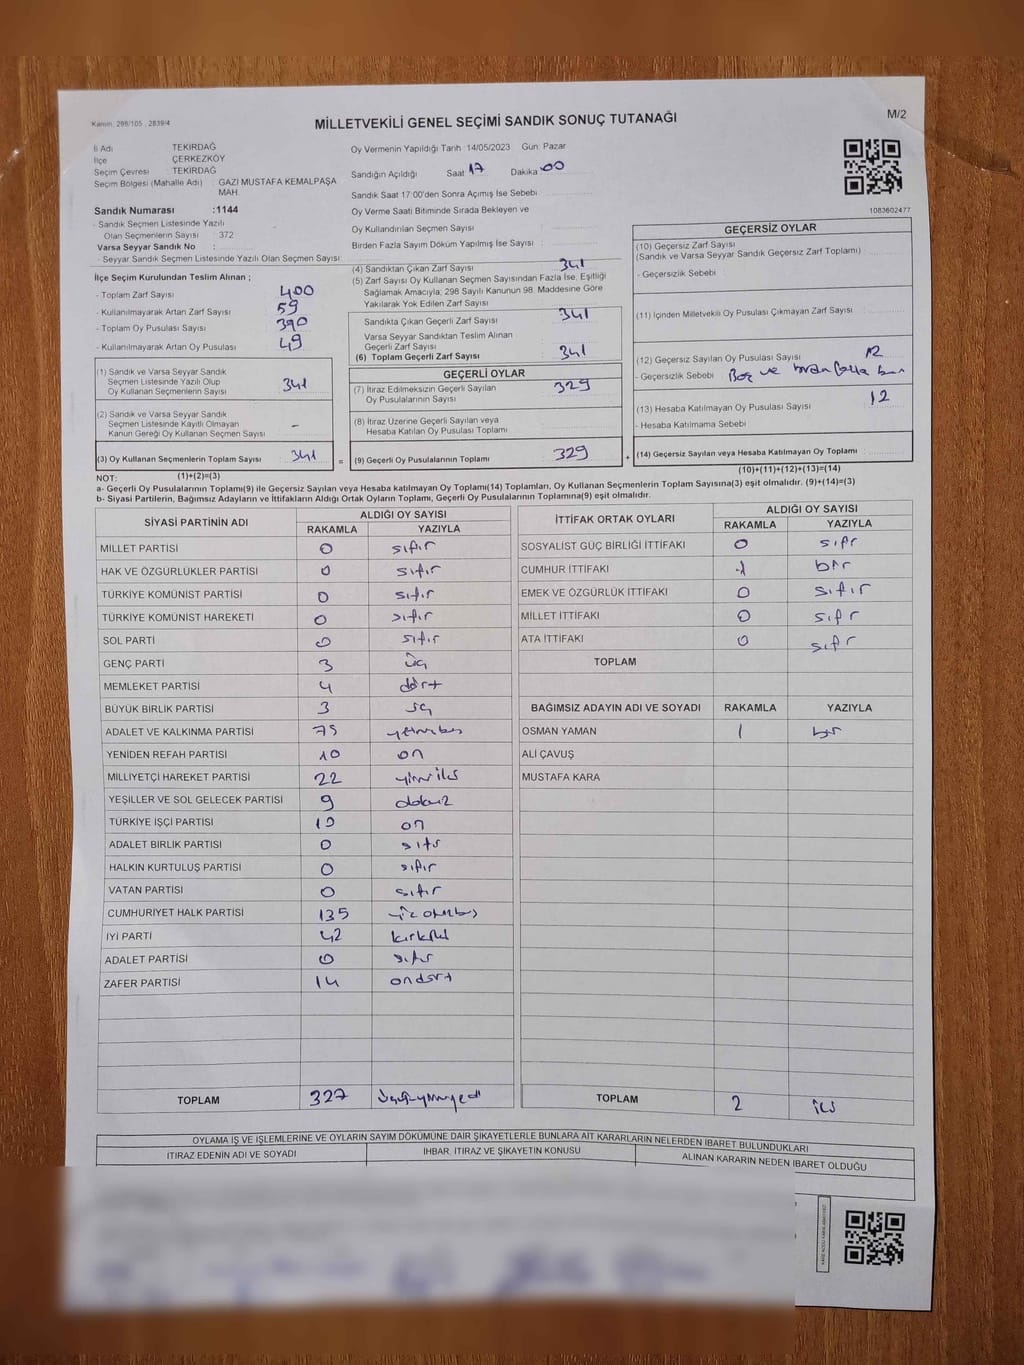 Kanun: 298/105 . 2839/4
MİLLETVEKİLİ GENEL SEÇİMİ SANDIK SONUÇ TUTANAĞI
M/2
İl Adı TEKİRDAĞ
İlçe ÇERKEZKÖY
Seçim Çevresi TEKİRDAĞ
Seçim Bölgesi (Mahalle Adı) : GAZİ MUSTAFA KEMALPAŞA MAH.
Sandık Numarası :1144
- Sandık Seçmen Listesinde Yazılı
Olan Seçmenlerin Sayısı : 372
Varsa Seyyar Sandık No :
- Seyyar Sandık Seçmen Listesinde Yazılı Olan Seçmen Sayısı:
Oy Vermenin Yapıldığı Tarih : 14/05/2023 Gün: Pazar
Sandığın Açıldığı Saat 17 Dakika 00
Sandık Saat 17:00'den Sonra Açımış İse Sebebi
Oy Verme Saati Bitiminde Sırada Bekleyen ve
Oy Kullandırılan Seçmen Sayısı :
Birden Fazla Sayım Döküm Yapılmış İse Sayısı :
1083602477
İlçe Seçim Kurulundan Teslim Alınan ;
- Toplam Zarf Sayısı 400
- Kullanılmayarak Artan Zarf Sayısı : 59
- Toplam Oy Pusulası Sayısı : 390
- Kullanılmayarak Artan Oy Pusulası : 49
(1) Sandık ve Varsa Seyyar Sandık
Seçmen Listesinde Yazılı Olup
Oy Kullanan Seçmenlerin Sayısı : 341
(2) Sandık ve Varsa Seyyar Sandık
Seçmen Listesinde Kayıtlı Olmayan
Kanun Gereği Oy Kullanan Seçmen Sayısı : -
(3) Oy Kullanan Seçmenlerin Toplam Sayısı : 341
(4) Sandıktan Çıkan Zarf Sayısı : 341
(5) Zarf Sayısı Oy Kullanan Seçmen Sayısından Fazla İse, Eşitliği
Sağlamak Amacıyla; 298 Sayılı Kanunun 98. Maddesine Göre
Yakılarak Yok Edilen Zarf Sayısı :
Sandıkta Çıkan Geçerli Zarf Sayısı : 341
Varsa Seyyar Sandıktan Teslim Alınan
Geçerli Zarf Sayısı :
(6) Toplam Geçerli Zarf Sayısı : 341
GEÇERLİ OYLAR
(7) İtiraz Edilmeksizin Geçerli Sayılan
Oy Pusulalarının Sayısı : 329
(8) İtiraz Üzerine Geçerli Sayılan veya
Hesaba Katılan Oy Pusulası Toplamı :
= (9) Geçerli Oy Pusulalarının Toplamı : 329 +
GEÇERSİZ OYLAR
(10) Geçersiz Zarf Sayısı
(Sandık ve Varsa Seyyar Sandık Geçersiz Zarf Toplamı) :
- Geçersizlik Sebebi :
(11) İçinden Milletvekili Oy Pusulası Çıkmayan Zarf Sayısı :
(12) Geçersiz Sayılan Oy Pusulası Sayısı : 12
- Geçersizlik Sebebi : Boş ve birden fazla
(13) Hesaba Katılmayan Oy Pusulası Sayısı : 12
- Hesaba Katılmama Sebebi :
(14) Geçersiz Sayılan veya Hesaba Katılmayan Oy Toplamı :
NOT: (1)+(2)=(3)
(10)+(11)+(12)+(13)=(14)
a- Geçerli Oy Pusulalarının Toplamı(9) ile Geçersiz Sayılan veya Hesaba katılmayan Oy Toplamı(14) Toplamları, Oy Kullanan Seçmenlerin Toplam Sayısına(3) eşit olmalıdır. (9)+(14)=(3)
b- Siyasi Partilerin, Bağımsız Adayların ve İttifakların Aldığı Ortak Oyların Toplamı, Geçerli Oy Pusulalarının Toplamına(9) eşit olmalıdır.
SİYASİ PARTİNİN ADI ALDIĞI OY SAYISI
RAKAMLA YAZIYLA
MİLLET PARTİSİ 0 sıfır
HAK VE ÖZGÜRLÜKLER PARTİSİ 0 sıfır
TÜRKİYE KOMÜNİST PARTİSİ 0 sıfır
TÜRKİYE KOMÜNİST HAREKETİ 0 sıfır
SOL PARTİ 0 sıfır
GENÇ PARTİ 3 üç
MEMLEKET PARTİSİ 4 dört
BÜYÜK BİRLİK PARTİSİ 3 üç
ADALET VE KALKINMA PARTİSİ 75 yetmişbeş
YENİDEN REFAH PARTİSİ 10 on
MİLLİYETÇİ HAREKET PARTİSİ 22 yirmiiki
YEŞİLLER VE SOL GELECEK PARTİSİ 9 dokuz
TÜRKİYE İŞÇİ PARTİSİ 10 on
ADALET BİRLİK PARTİSİ 0 sıfır
HALKIN KURTULUŞ PARTİSİ 0 sıfır
VATAN PARTİSİ 0 sıfır
CUMHURİYET HALK PARTİSİ 135 yüz otuzbeş
İYİ PARTİ 42 kırkiki
ADALET PARTİSİ 0 sıfır
ZAFER PARTİSİ 14 ondört
TOPLAM 327 üçyüzyirmiyedi
İTTİFAK ORTAK OYLARI ALDIĞI OY SAYISI
RAKAMLA YAZIYLA
SOSYALİST GÜÇ BİRLİĞİ İTTİFAKI 0 sıfır
CUMHUR İTTİFAKI 1 bir
EMEK VE ÖZGÜRLÜK İTTİFAKI 0 sıfır
MİLLET İTTİFAKI 0 sıfır
ATA İTTİFAKI 0 sıfır
TOPLAM
BAĞIMSIZ ADAYIN ADI VE SOYADI RAKAMLA YAZIYLA
OSMAN YAMAN 1 bir
ALİ ÇAVUŞ
MUSTAFA KARA
TOPLAM 2 iki
OYLAMA İŞ VE İŞLEMLERİNE VE OYLARIN SAYIM DÖKÜMÜNE DAİR ŞİKAYETLERLE BUNLARA AİT KARARLARIN NELERDEN İBARET BULUNDUKLARI
İTİRAZ EDENİN ADI VE SOYADI İHBAR, İTİRAZ VE ŞİKAYETİN KONUSU ALINAN KARARIN NEDEN İBARET OLDUĞU